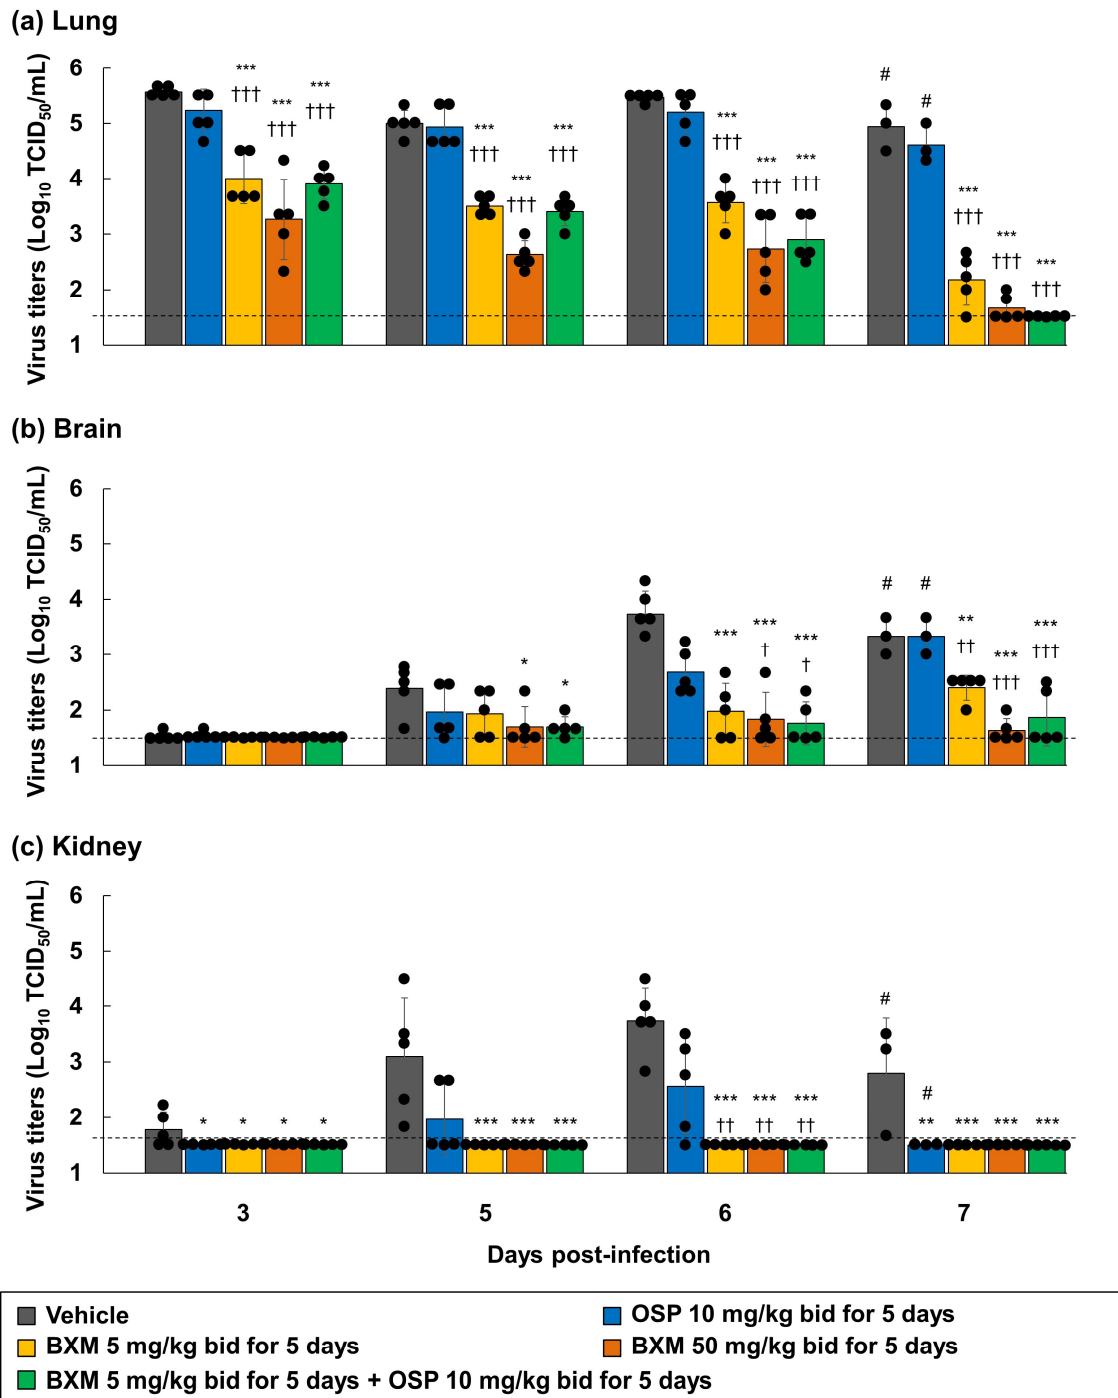 (a) Lung
Virus titers (Log10 TCID50/mL)
6
5
4
3
2
1
*** *** *** *** *** *** *** *** *** *** *** ***
††† ††† ††† ††† ††† ††† ††† ††† ††† ††† ††† †††
# #
(b) Brain
Virus titers (Log10 TCID50/mL)
6
5
4
3
2
1
* * *** *** *** # # ** *** ***
† † †† ††† †††
(c) Kidney
Virus titers (Log10 TCID50/mL)
6
5
4
3
2
1
* * * * *** *** *** *** *** *** # # ** *** *** ***
†† †† ††
3 5 6 7
Days post-infection
Vehicle
OSP 10 mg/kg bid for 5 days
BXM 5 mg/kg bid for 5 days
BXM 50 mg/kg bid for 5 days
BXM 5 mg/kg bid for 5 days + OSP 10 mg/kg bid for 5 days